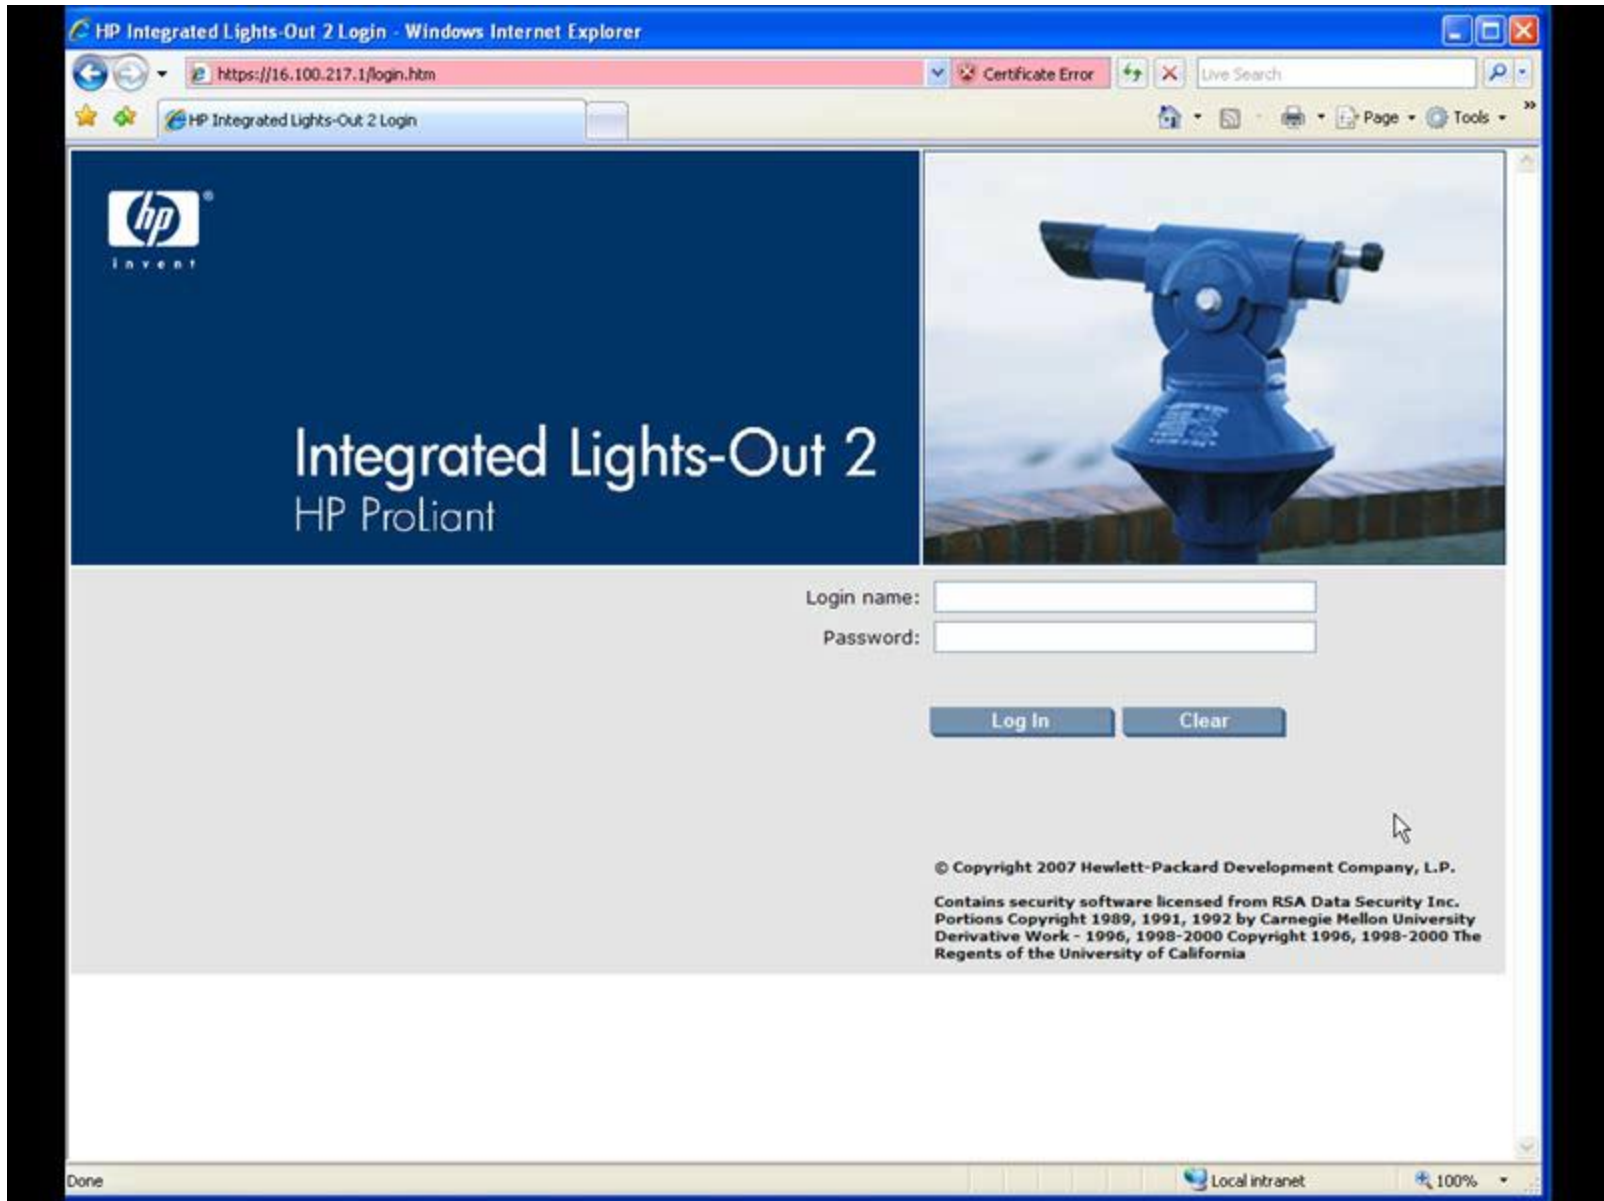 HP Integrated Lights-Out 2 Login - Windows Internet Explorer
https://16.100.217.1/login.htm
Certificate Error
Live Search
HP Integrated Lights-Out 2 Login
Page
Tools
hp
®
invent
Integrated Lights-Out 2
HP ProLiant
Login name:
Password:
Log In
Clear
© Copyright 2007 Hewlett-Packard Development Company, L.P.
Contains security software licensed from RSA Data Security Inc.
Portions Copyright 1989, 1991, 1992 by Carnegie Mellon University
Derivative Work - 1996, 1998-2000 Copyright 1996, 1998-2000 The
Regents of the University of California
Done
Local intranet
100%